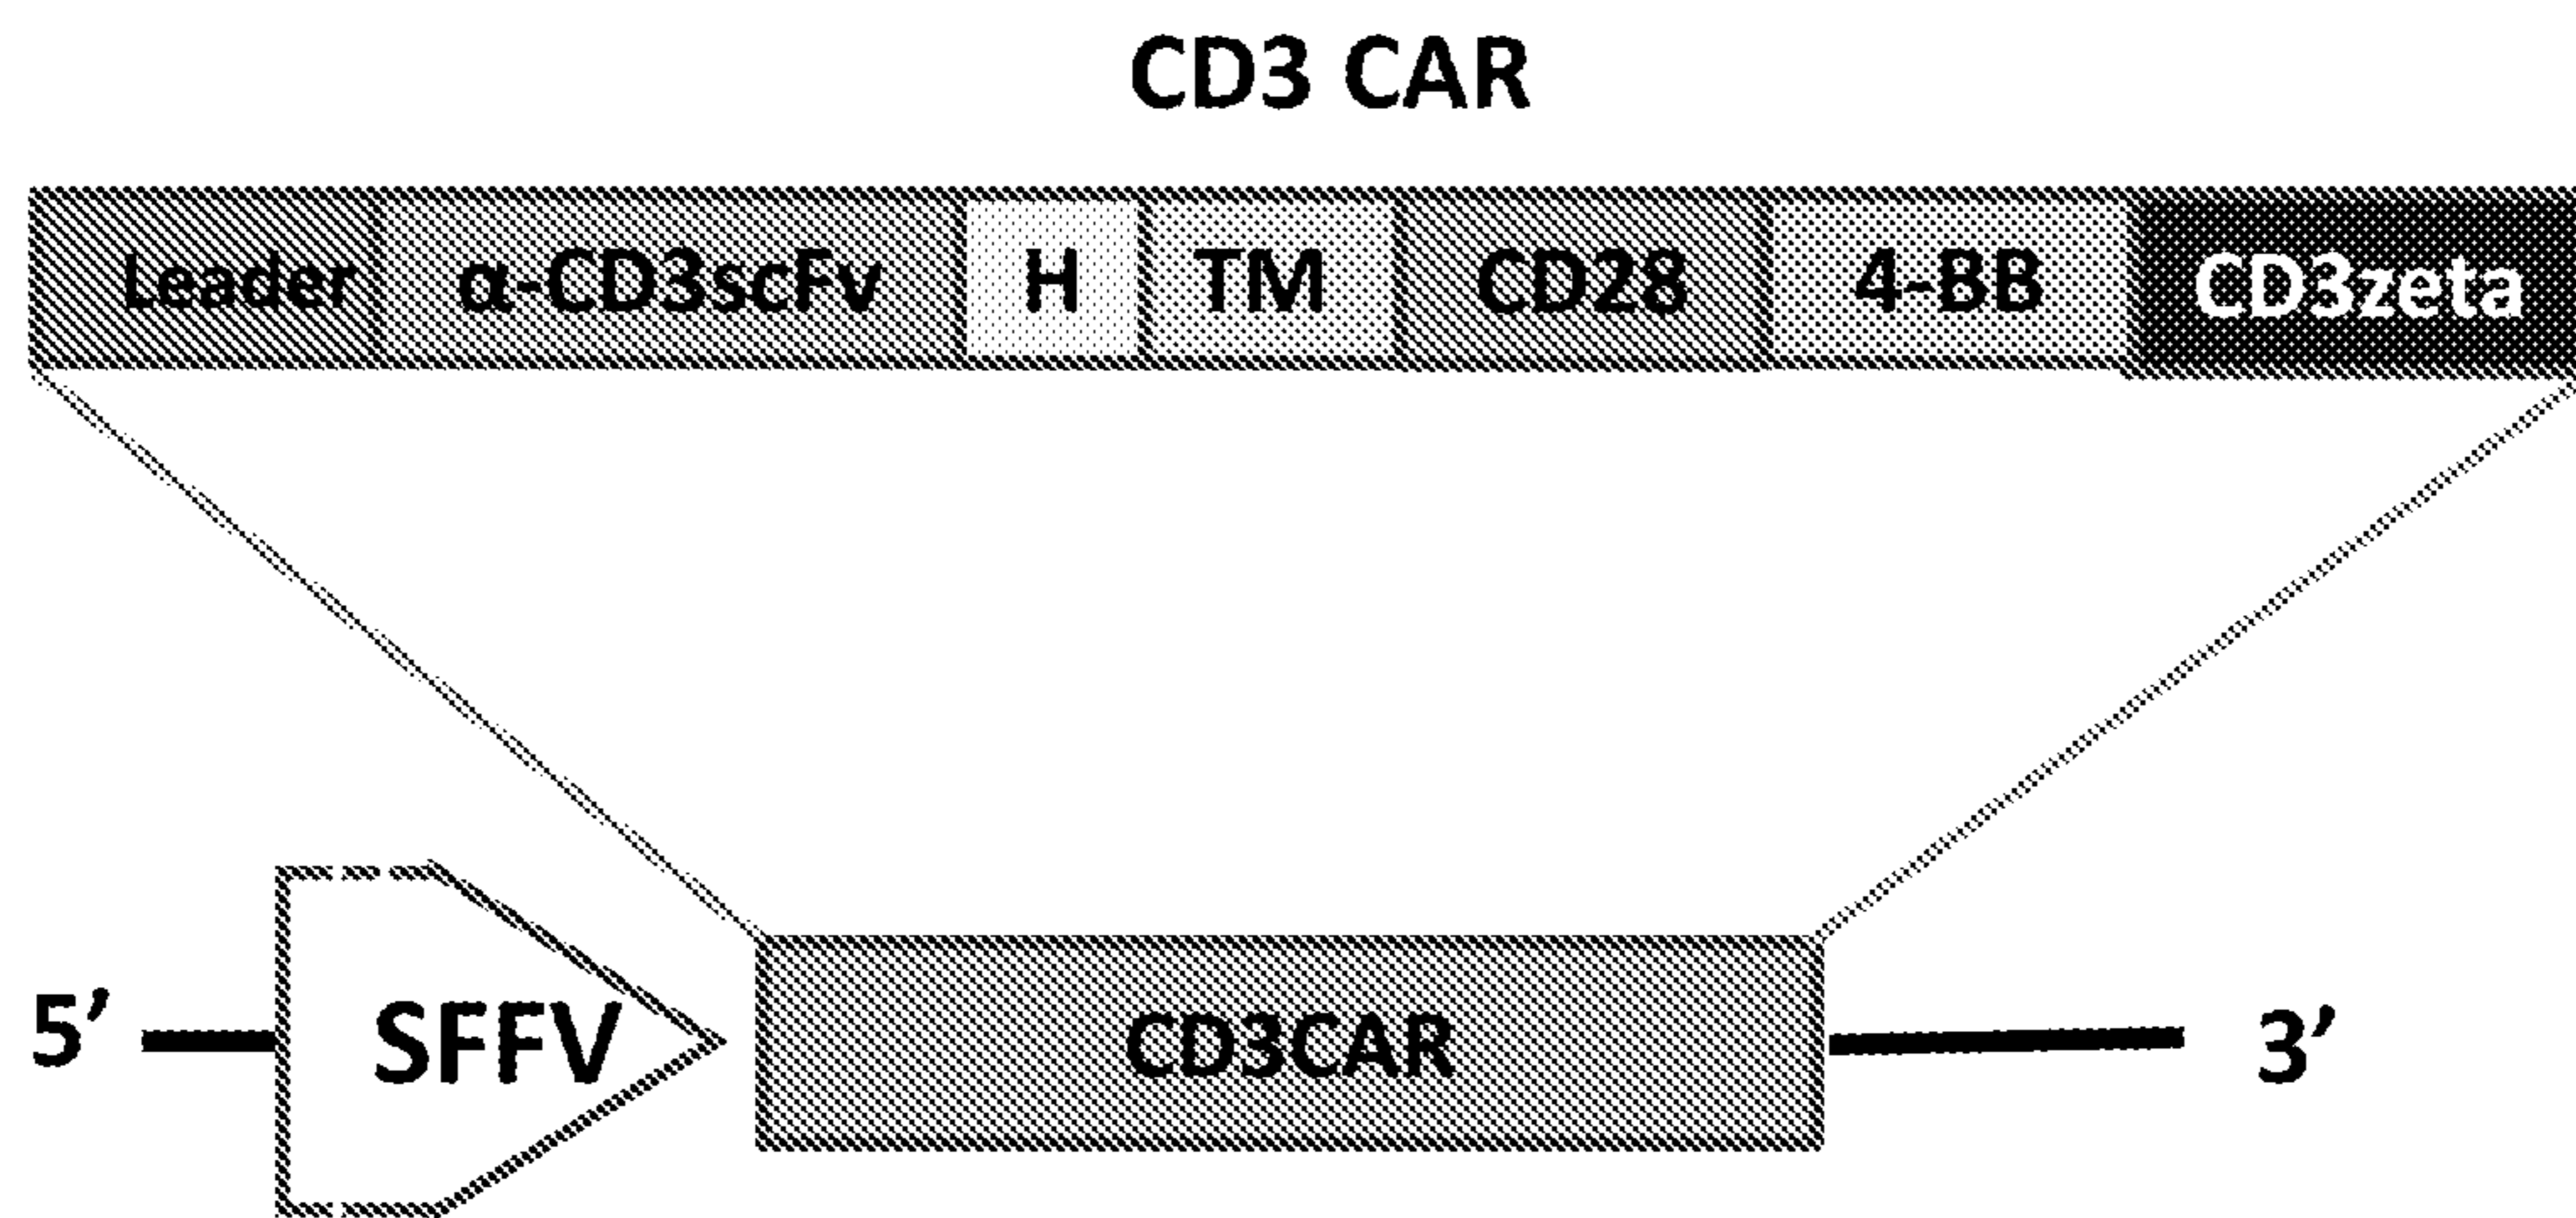 CD3 CAR
Leader α-CD3scFv H TM CD28 4-BB CD3zeta
5’ SFFV CD3CAR 3’